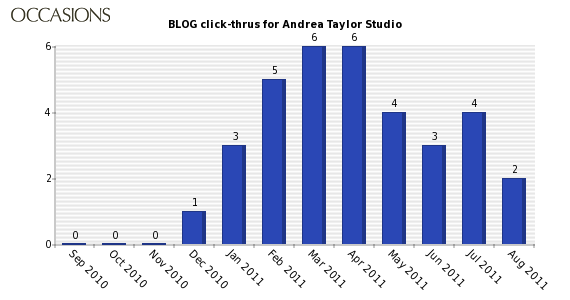 OCCASIONS
BLOG click-thrus for Andrea Taylor Studio
6
4
2
0
0
0
0
1
3
5
6
6
4
3
4
2
Sep 2010
Oct 2010
Nov 2010
Dec 2010
Jan 2011
Feb 2011
Mar 2011
Apr 2011
May 2011
Jun 2011
Jul 2011
Aug 2011